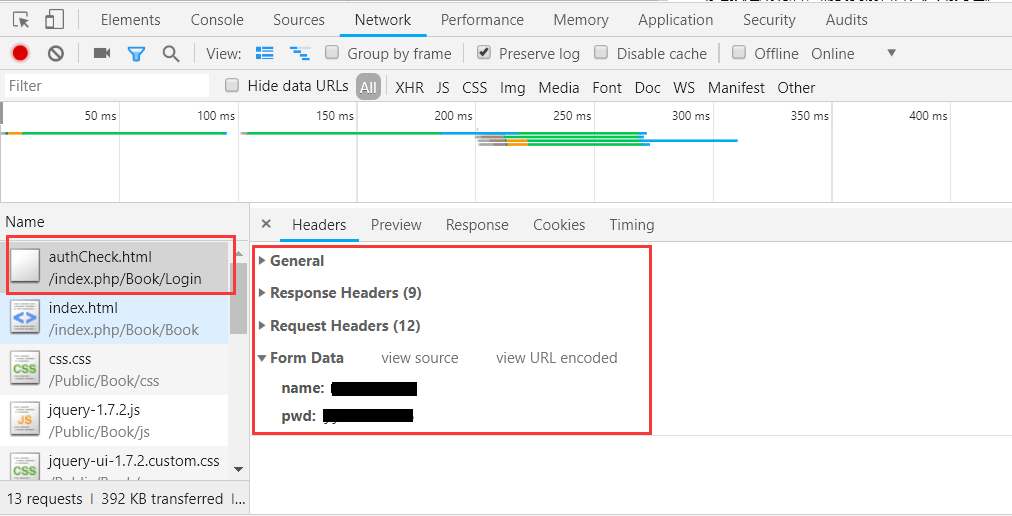 Elements Console Sources Network Performance Memory Application Security Audits
View: Group by frame Preserve log Disable cache Offline Online
Filter Hide data URLs All XHR JS CSS Img Media Font Doc WS Manifest Other
50 ms 100 ms 150 ms 200 ms 250 ms 300 ms 350 ms 400 ms
Name
× Headers Preview Response Cookies Timing
authCheck.html
/index.php/Book/Login
index.html
/index.php/Book/Book
css.css
/Public/Book/css
jquery-1.7.2.js
/Public/Book/js
jquery-ui-1.7.2.custom.css
General
Response Headers (9)
Request Headers (12)
Form Data view source view URL encoded
name:
pwd:
13 requests | 392 KB transferred | ...